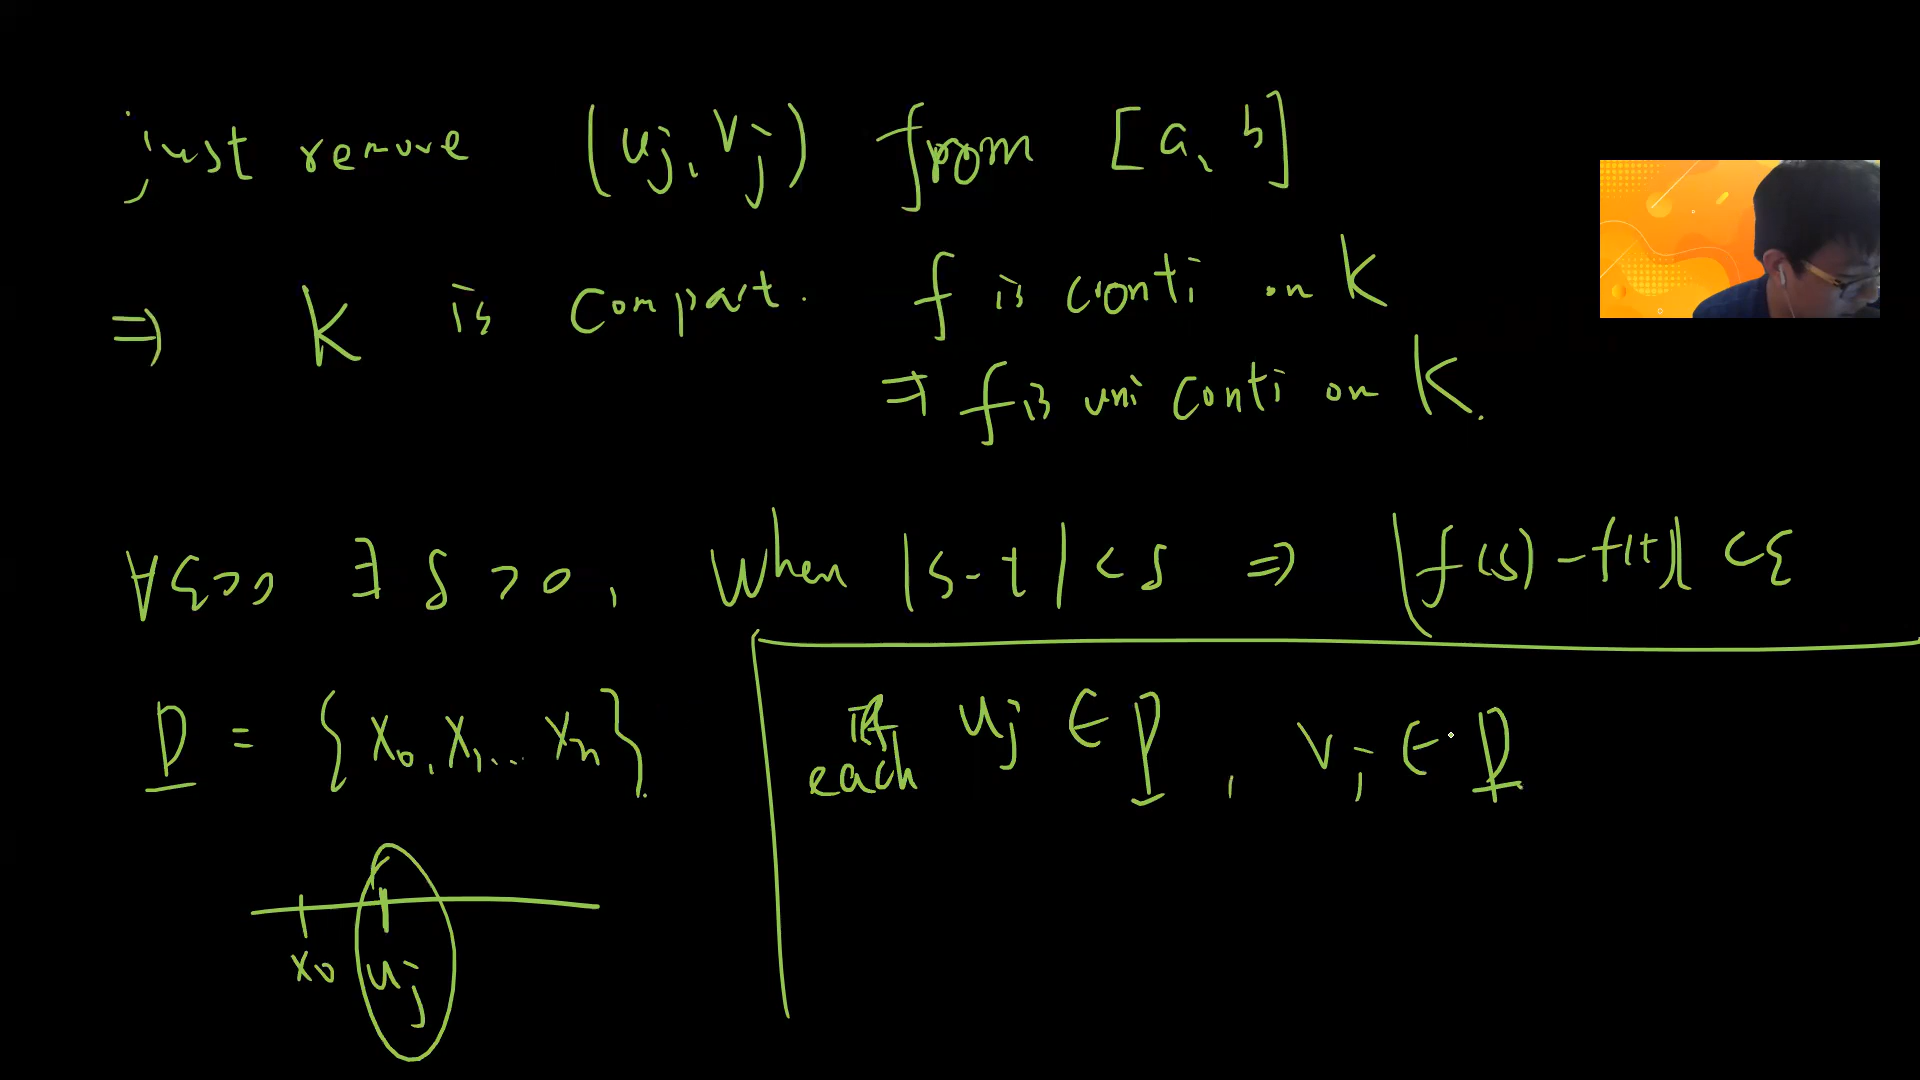 just remove (uj, vj) from [a, b]
⇒ K is compact. f is conti on K
⇒ f is uni conti on K.
∀ε>0 ∃ δ > 0, When |s-t| < δ ⇒ |f(s) - f(t)| < ε
P = {x₀, x₁... xₙ}.
each uj ∈ P, vj ∈ P
x₀ uj